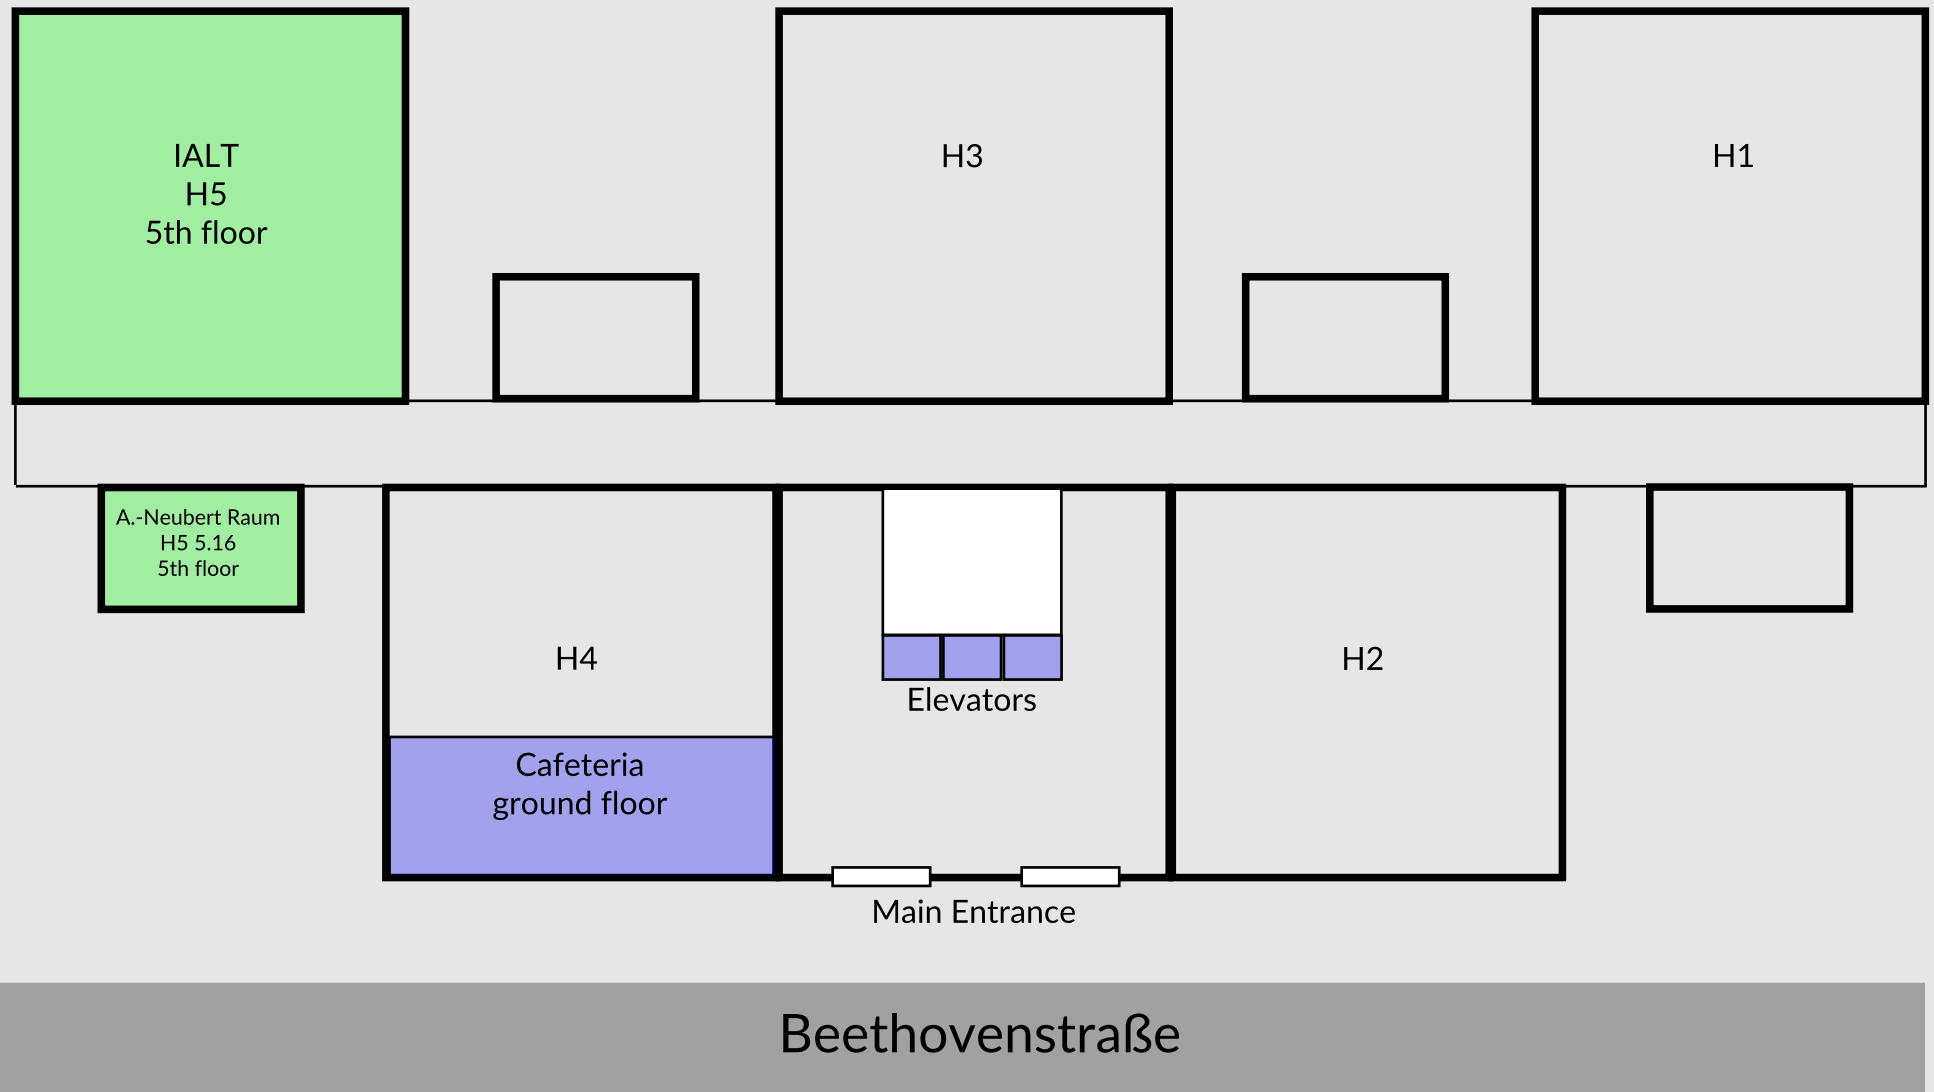 IALT
H5
5th floor
H3
H1
A.-Neubert Raum
H5 5.16
5th floor
H4
Elevators
H2
Cafeteria
ground floor
Main Entrance
Beethovenstraße